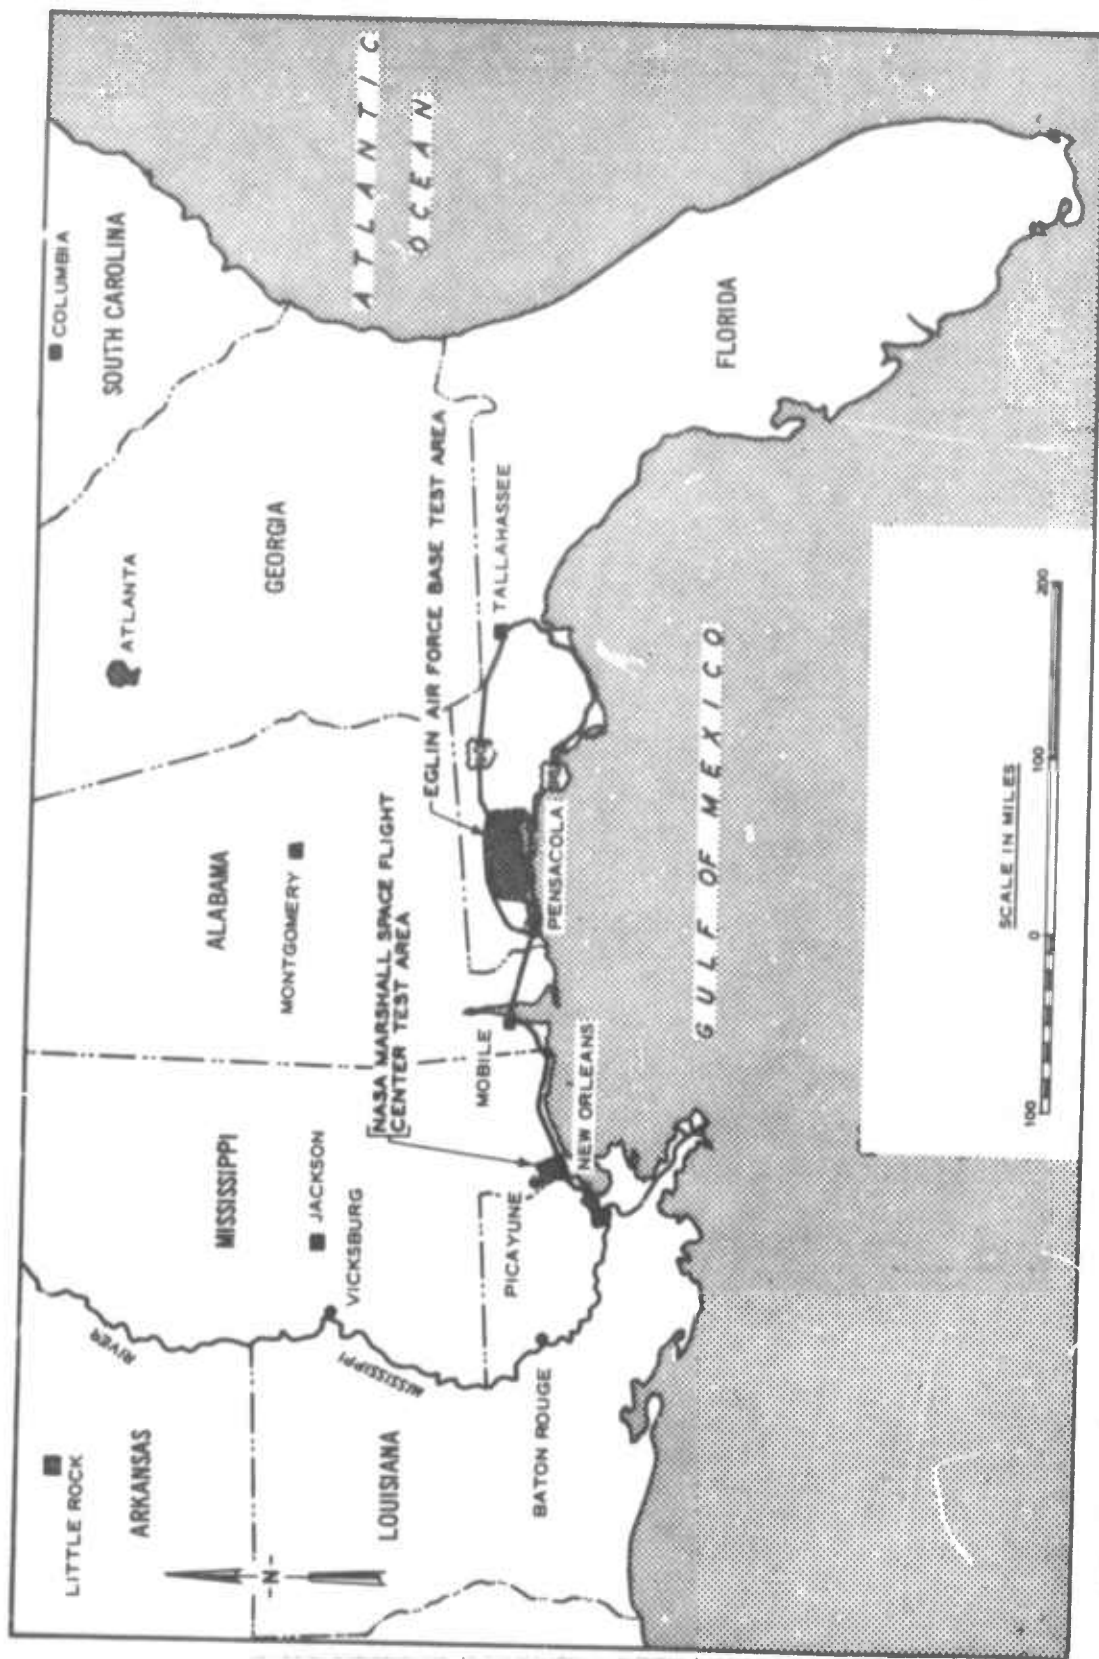 LITTLE ROCK
ARKANSAS
-N-
LOUISIANA
BATON ROUGE
RIVER
MISSISSIPPI
VICKSBURG
JACKSON
MISSISSIPPI
PICAYUNE
NEW ORLEANS
NASA MARSHALL SPACE FLIGHT
CENTER TEST AREA
MOBILE
ALABAMA
MONTGOMERY
PENSACOLA
EGLIN AIR FORCE BASE TEST AREA
TALLAHASSEE
ATLANTA
GEORGIA
COLUMBIA
SOUTH CAROLINA
ATLANTIC
OCEAN
FLORIDA
GULF OF MEXICO
SCALE IN MILES
100 0 100 200